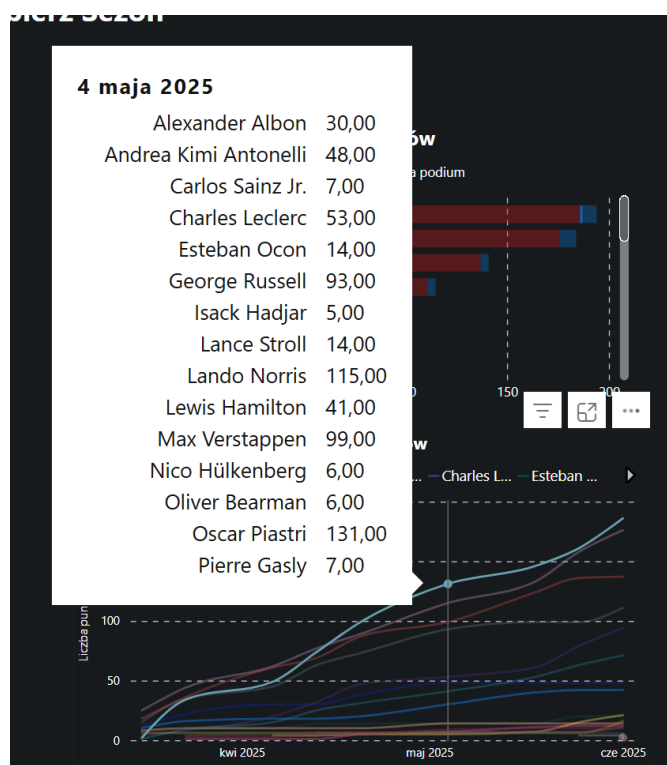 4 maja 2025
Alexander Albon 30,00
Andrea Kimi Antonelli 48,00
Carlos Sainz Jr. 7,00
Charles Leclerc 53,00
Esteban Ocon 14,00
George Russell 93,00
Isack Hadjar 5,00
Lance Stroll 14,00
Lando Norris 115,00
Lewis Hamilton 41,00
Max Verstappen 99,00
Nico Hülkenberg 6,00
Oliver Bearman 6,00
Oscar Piastri 131,00
Pierre Gasly 7,00
podium
150 200
... Charles L... Esteban ...
100
50
0
kwi 2025 maj 2025 cze 2025